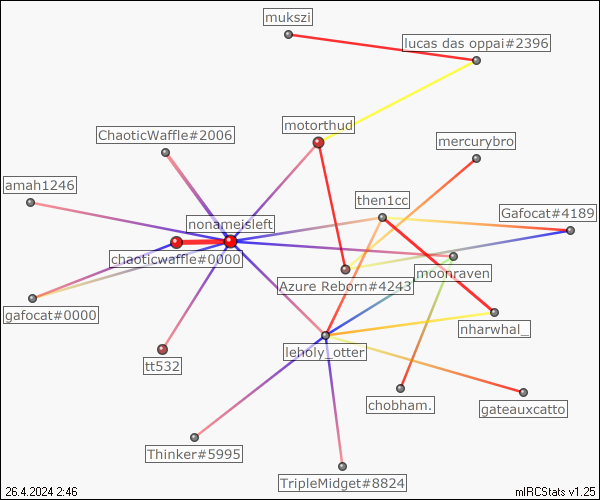 mukszi
lucas das oppai#2396
motorthud
ChaoticWaffle#2006
mercurybro
amah1246
then1cc
Gafocat#4189
nonameisleft
chaoticwaffle#0000
moonraven
Azure Reborn#4243
gafocat#0000
nharwhal_
leholy_otter
tt532
chobham.
gateauxcatto
Thinker#5995
TripleMidget#8824
26.4.2024 2:46
mIRCStats v1.25